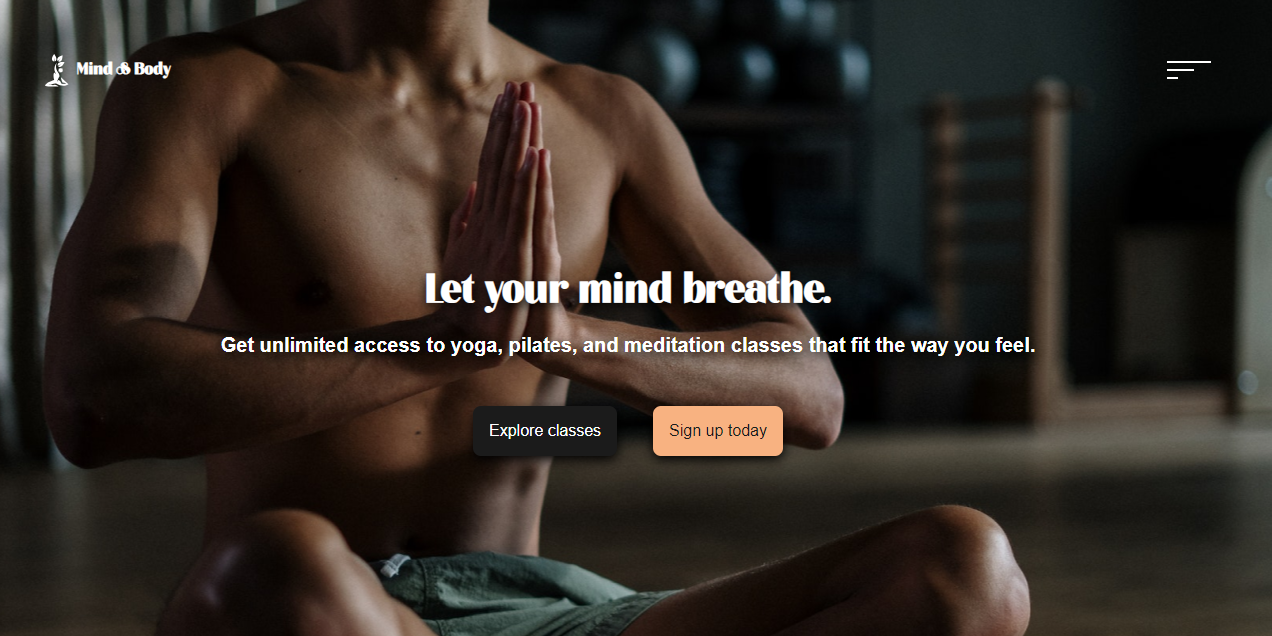 Mind & Body
Let your mind breathe.
Get unlimited access to yoga, pilates, and meditation classes that fit the way you feel.
Explore classes
Sign up today